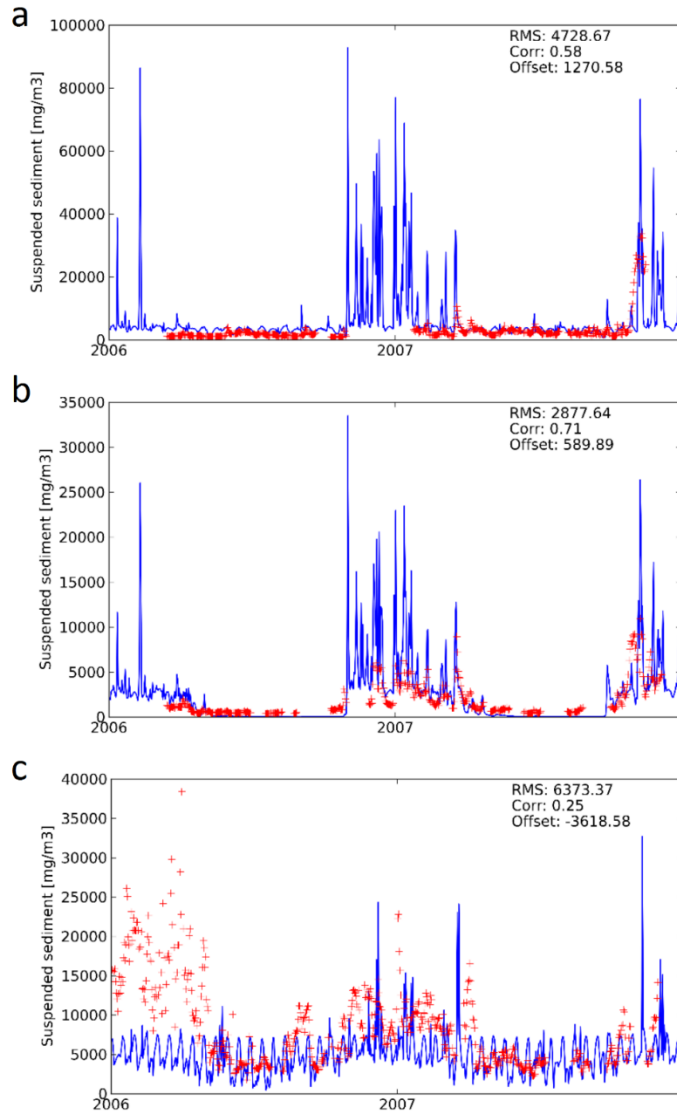 a
100000
80000
60000
40000
20000
0
Suspended sediment [mg/m3]
RMS: 4728.67
Corr: 0.58
Offset: 1270.58
2006
2007
b
35000
30000
25000
20000
15000
10000
5000
0
Suspended sediment [mg/m3]
RMS: 2877.64
Corr: 0.71
Offset: 589.89
2006
2007
c
40000
35000
30000
25000
20000
15000
10000
5000
0
Suspended sediment [mg/m3]
RMS: 6373.37
Corr: 0.25
Offset: -3618.58
2006
2007